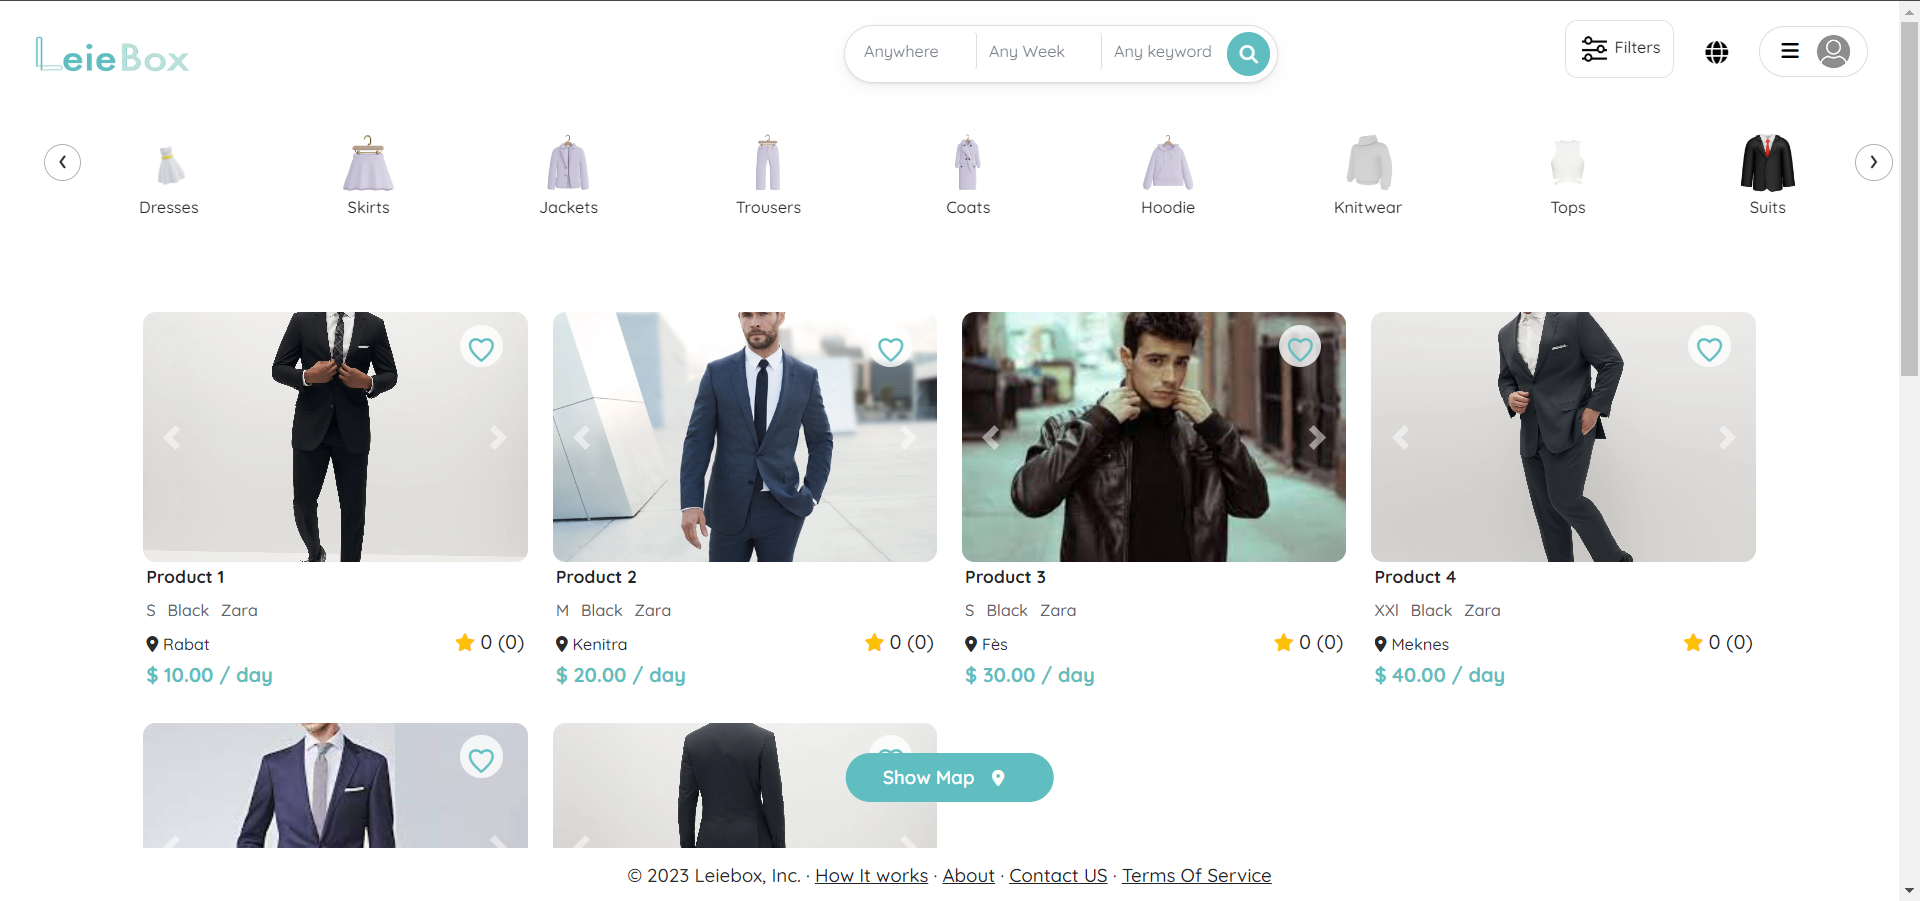 LeieBox
Anywhere Any Week Any keyword
Filters
Dresses Skirts Jackets Trousers Coats Hoodie Knitwear Tops Suits
Product 1
S Black Zara
Rabat 0 (0)
$ 10.00 / day
Product 2
M Black Zara
Kenitra 0 (0)
$ 20.00 / day
Product 3
S Black Zara
Fès 0 (0)
$ 30.00 / day
Product 4
XXl Black Zara
Meknes 0 (0)
$ 40.00 / day
Show Map
© 2023 Leiebox, Inc. · How It works · About · Contact US · Terms Of Service